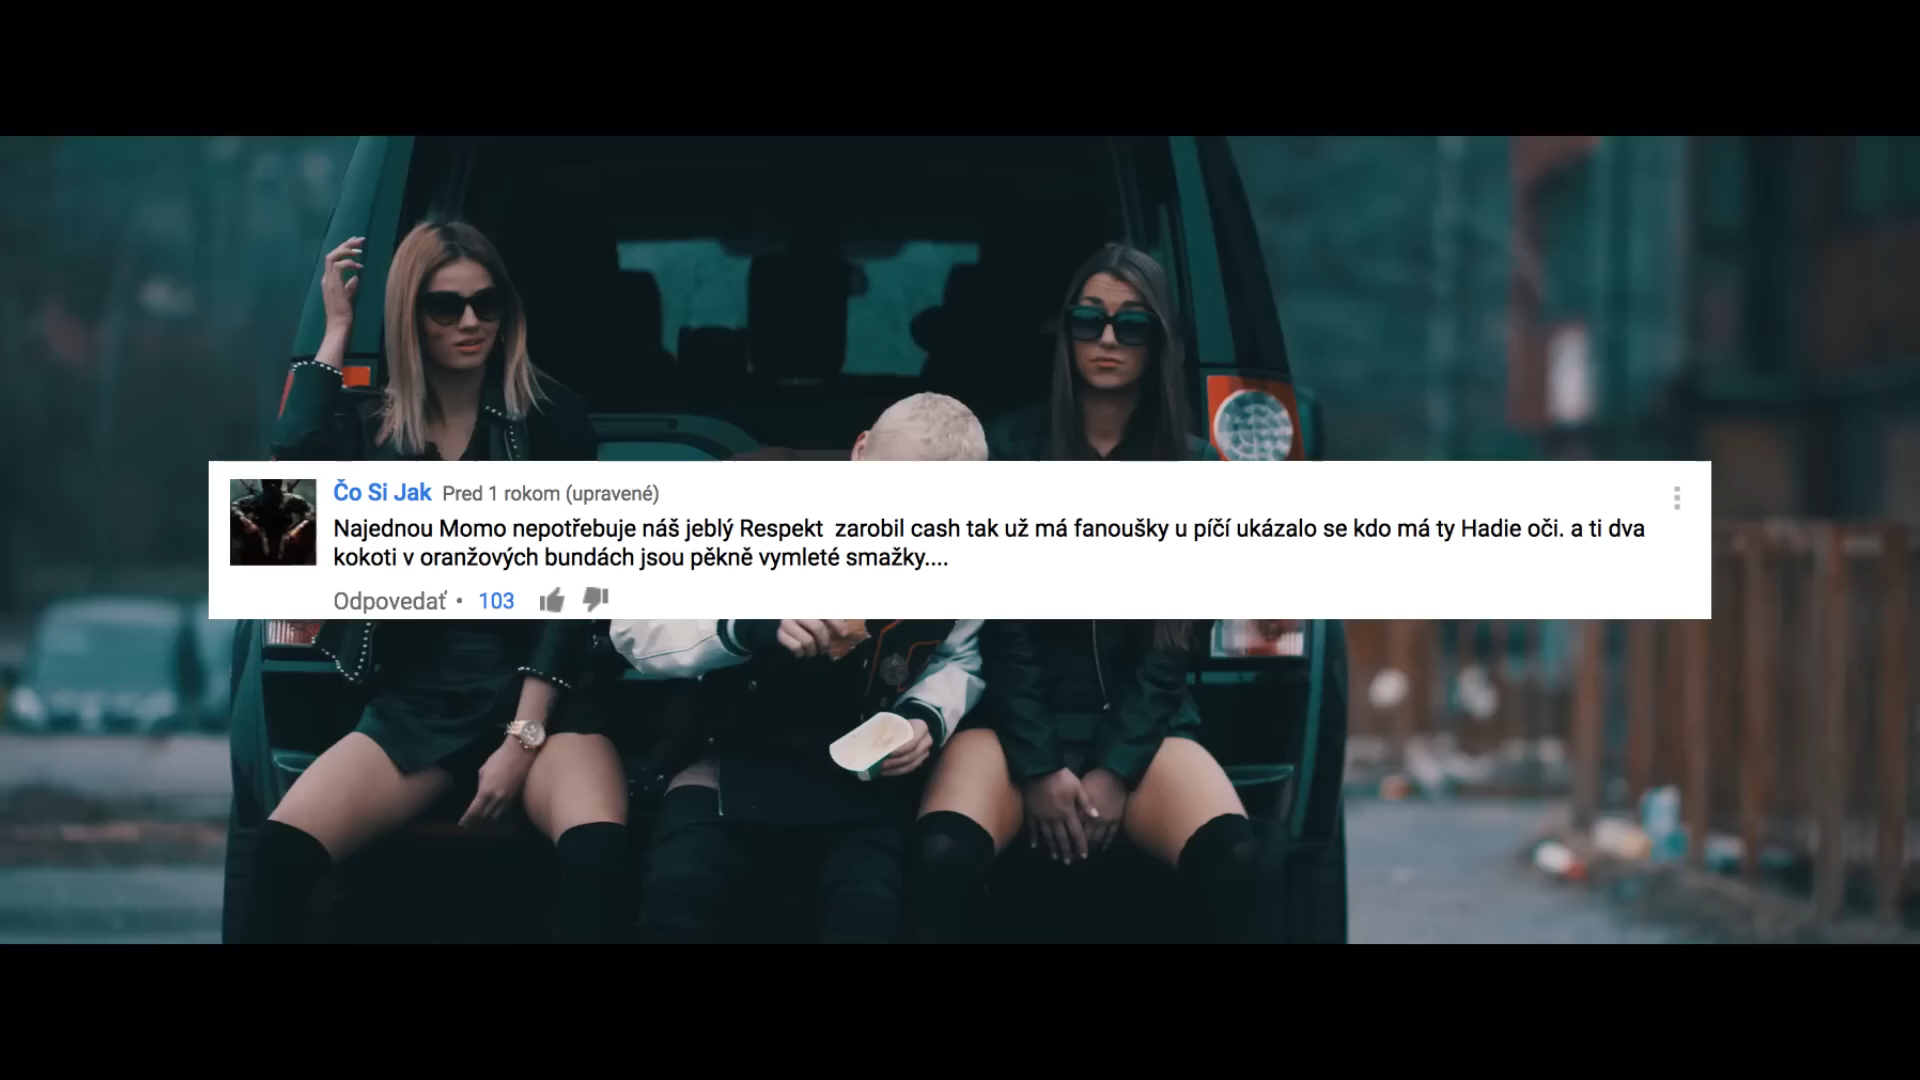 Čo Si Jak Pred 1 rokom (upravené)
Najednou Momo nepotřebuje náš jeblý Respekt  zarobil cash tak už má fanoušky u píčí ukázalo se kdo má ty Hadie oči. a ti dva
kokoti v oranžových bundách jsou pěkně vymleté smažky....
Odpovedať • 103